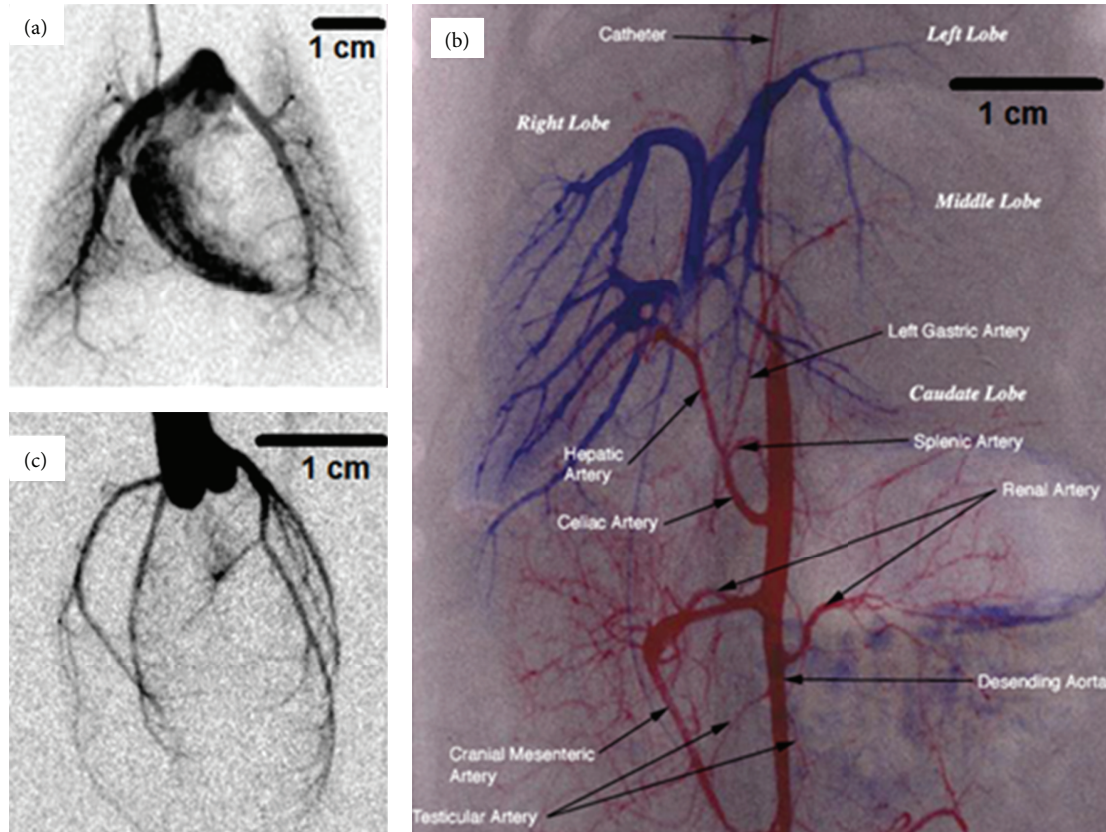 (a)
1 cm
(b)
Catheter
Left Lobe
1 cm
Right Lobe
Middle Lobe
Left Gastric Artery
Caudate Lobe
Hepatic
Artery
Splenic Artery
Renal Artery
Celiac Artery
(c)
1 cm
Desending Aorta
Cranial Mesenteric
Artery
Testicular Artery